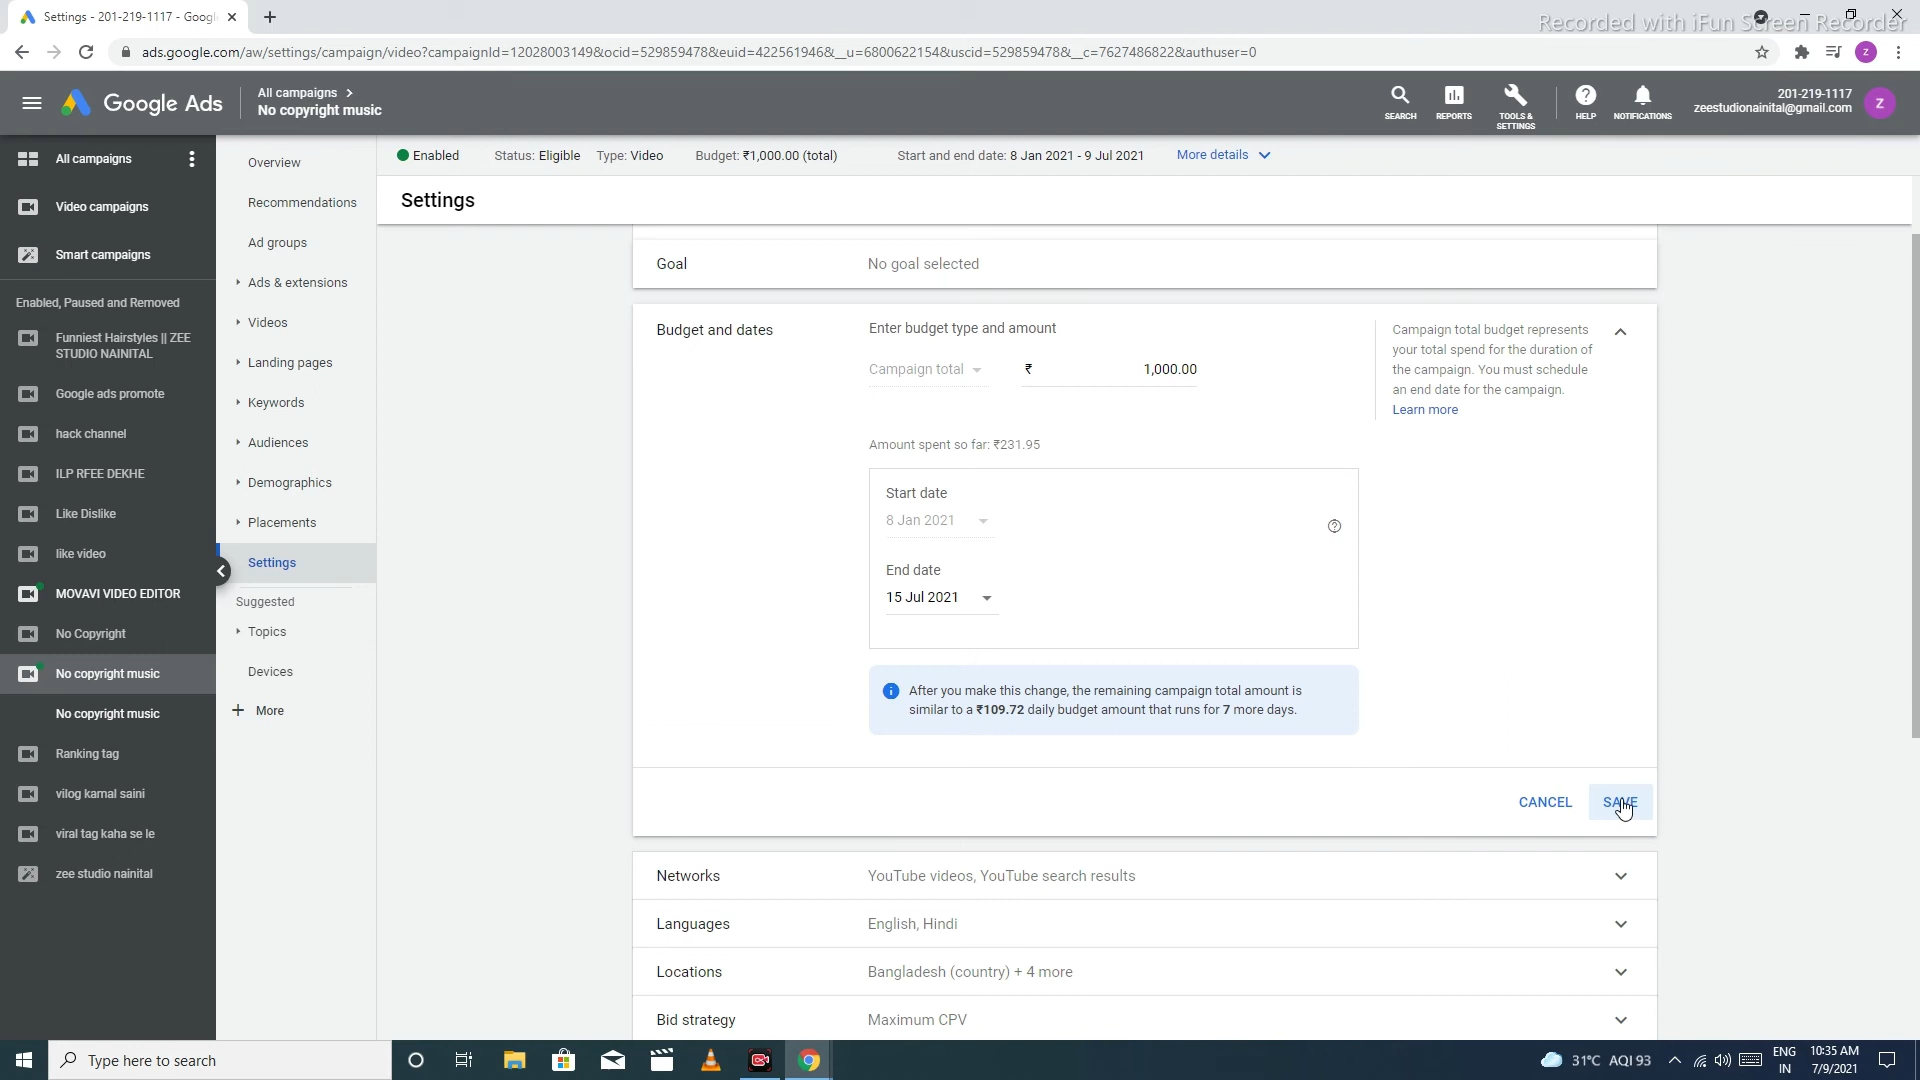 Settings - 201-219-1117 - Googl
Recorded with iFun Screen Recorder
ads.google.com/aw/settings/campaign/video?campaignId=12028003149&ocid=529859478&euid=422561946&__u=6800622154&uscid=529859478&__c=7627486822&authuser=0
z
Google Ads
All campaigns
No copyright music
SEARCH
REPORTS
TOOLS & SETTINGS
HELP
NOTIFICATIONS
201-219-1117
zeestudionainital@gmail.com
Z
All campaigns
Video campaigns
Smart campaigns
Enabled, Paused and Removed
Funniest Hairstyles || ZEE
STUDIO NAINITAL
Google ads promote
hack channel
ILP RFEE DEKHE
Like Dislike
like video
MOVAVI VIDEO EDITOR
No Copyright
No copyright music
No copyright music
Ranking tag
vilog kamal saini
viral tag kaha se le
zee studio nainital
Overview
Recommendations
Ad groups
Ads & extensions
Videos
Landing pages
Keywords
Audiences
Demographics
Placements
Settings
Suggested
Topics
Devices
More
Enabled
Status: Eligible
Type: Video
Budget: ₹1,000.00 (total)
Start and end date: 8 Jan 2021 - 9 Jul 2021
More details
Settings
Goal
No goal selected
Budget and dates
Enter budget type and amount
Campaign total
₹
1,000.00
Amount spent so far: ₹231.95
Start date
8 Jan 2021
End date
15 Jul 2021
After you make this change, the remaining campaign total amount is
similar to a ₹109.72 daily budget amount that runs for 7 more days.
Campaign total budget represents
your total spend for the duration of
the campaign. You must schedule
an end date for the campaign.
Learn more
CANCEL
SAVE
Networks
YouTube videos, YouTube search results
Languages
English, Hindi
Locations
Bangladesh (country) + 4 more
Bid strategy
Maximum CPV
Type here to search
31°C AQI 93
ENG
IN
10:35 AM
7/9/2021